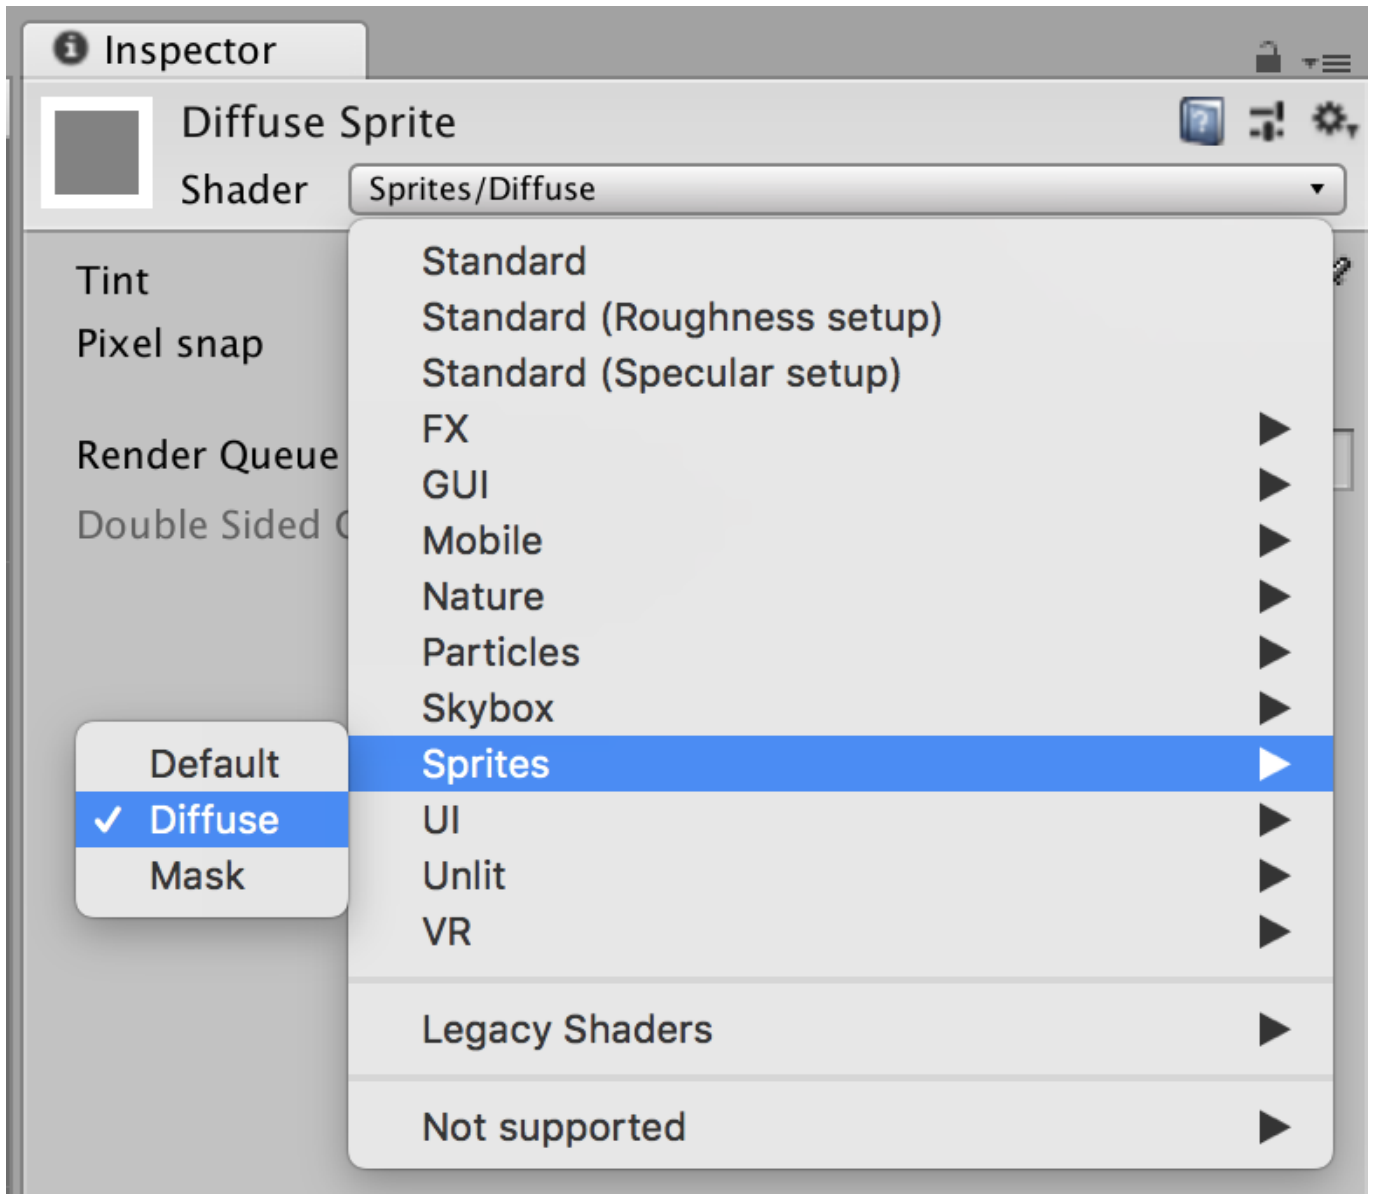 Inspector
Diffuse Sprite
Shader Sprites/Diffuse
Tint
Pixel snap
Render Queue
Double Sided
Standard
Standard (Roughness setup)
Standard (Specular setup)
FX
GUI
Mobile
Nature
Particles
Skybox
Sprites
UI
Unlit
VR
Legacy Shaders
Not supported
Default
✓ Diffuse
Mask